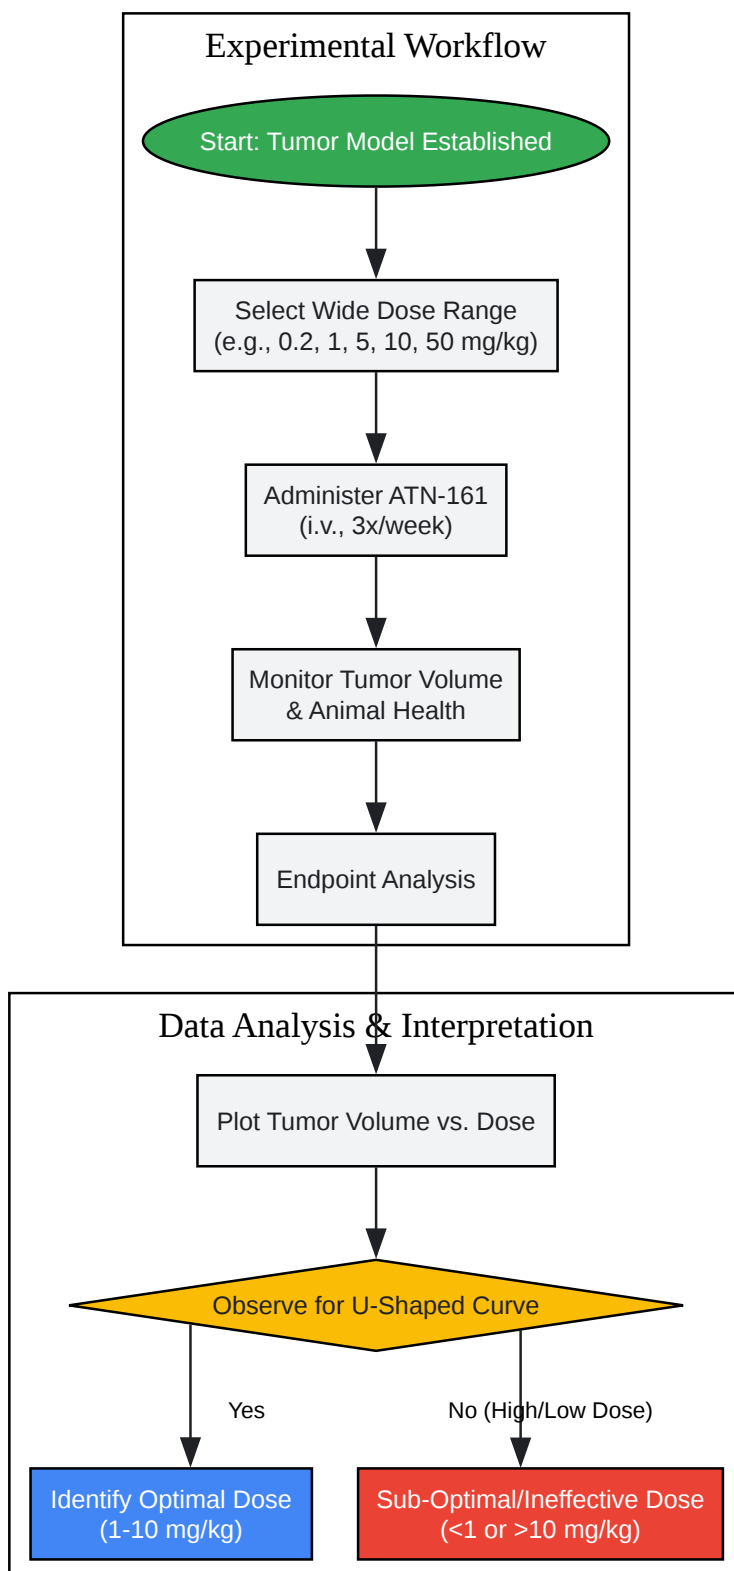 Experimental Workflow
Start: Tumor Model Established
Select Wide Dose Range
(e.g., 0.2, 1, 5, 10, 50 mg/kg)
Administer ATN-161
(i.v., 3x/week)
Monitor Tumor Volume
& Animal Health
Endpoint Analysis
Data Analysis & Interpretation
Plot Tumor Volume vs. Dose
Observe for U-Shaped Curve
Yes
No (High/Low Dose)
Identify Optimal Dose
(1-10 mg/kg)
Sub-Optimal/Ineffective Dose
(<1 or >10 mg/kg)